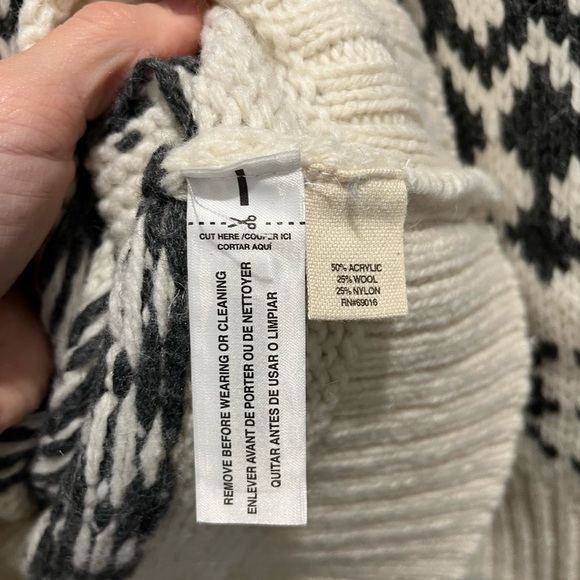 CUT HERE /COUPER ICI
CORTAR AQUÍ
REMOVE BEFORE WEARING OR CLEANING
ENLEVER AVANT DE PORTER OU DE NETTOYER
QUITAR ANTES DE USAR O LIMPIAR
50% ACRYLIC
25% WOOL
25% NYLON
RN#69016